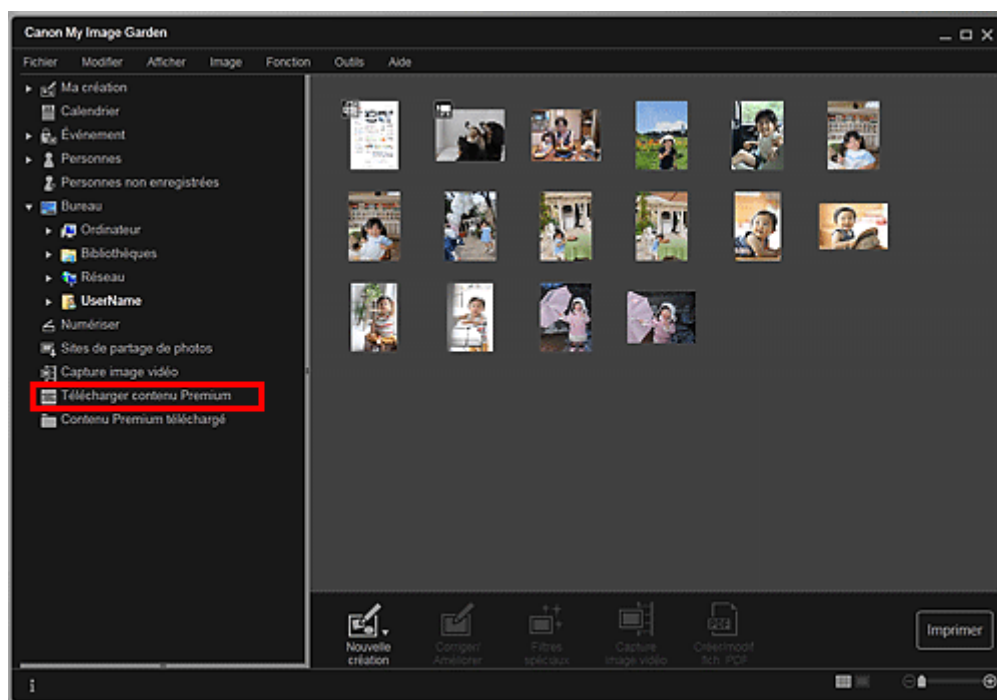 Canon My Image Garden
Fichier Modifier Afficher Image Fonction Outils Aide
Ma création
Calendrier
Événement
Personnes
Personnes non enregistrées
Bureau
Ordinateur
Bibliothèques
Réseau
UserName
Numériser
Sites de partage de photos
Capture image vidéo
Télécharger contenu Premium
Contenu Premium téléchargé
Nouvelle
création
Corriger/
Améliorer
Filtres
spéciaux
Capture
image vidéo
Créer/modif
fich. PDF
Imprimer